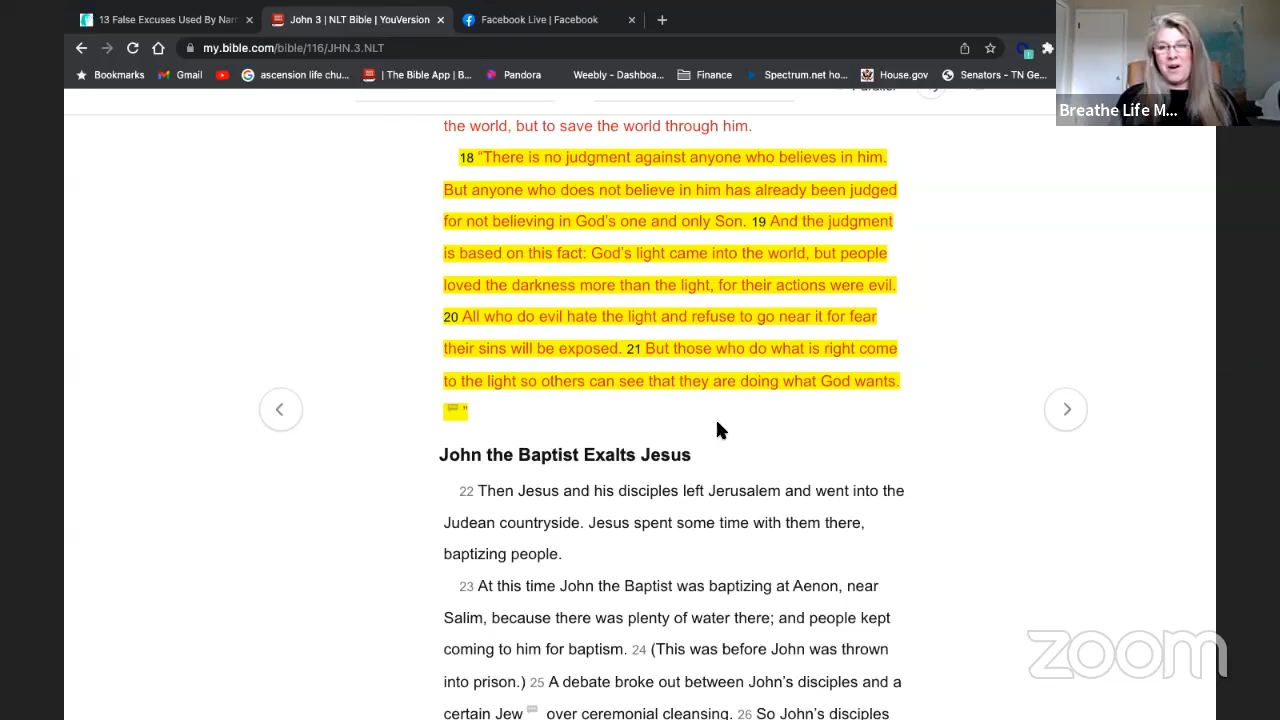 13 False Excuses Used By Nar
John 3 | NLT Bible | YouVersion
Facebook Live | Facebook
my.bible.com/bible/116/JHN.3.NLT
Bookmarks
Gmail
ascension life chu...
| The Bible App | B...
Pandora
Weebly - Dashboa...
Finance
Spectrum.net ho...
House.gov
Senators - TN Ge...
Breathe Life M...
the world, but to save the world through him.
18 “There is no judgment against anyone who believes in him.
But anyone who does not believe in him has already been judged
for not believing in God’s one and only Son. 19 And the judgment
is based on this fact: God’s light came into the world, but people
loved the darkness more than the light, for their actions were evil.
20 All who do evil hate the light and refuse to go near it for fear
their sins will be exposed. 21 But those who do what is right come
to the light so others can see that they are doing what God wants.
”
John the Baptist Exalts Jesus
22 Then Jesus and his disciples left Jerusalem and went into the
Judean countryside. Jesus spent some time with them there,
baptizing people.
23 At this time John the Baptist was baptizing at Aenon, near
Salim, because there was plenty of water there; and people kept
coming to him for baptism. 24 (This was before John was thrown
into prison.) 25 A debate broke out between John’s disciples and a
certain Jew over ceremonial cleansing. 26 So John’s disciples
zoom